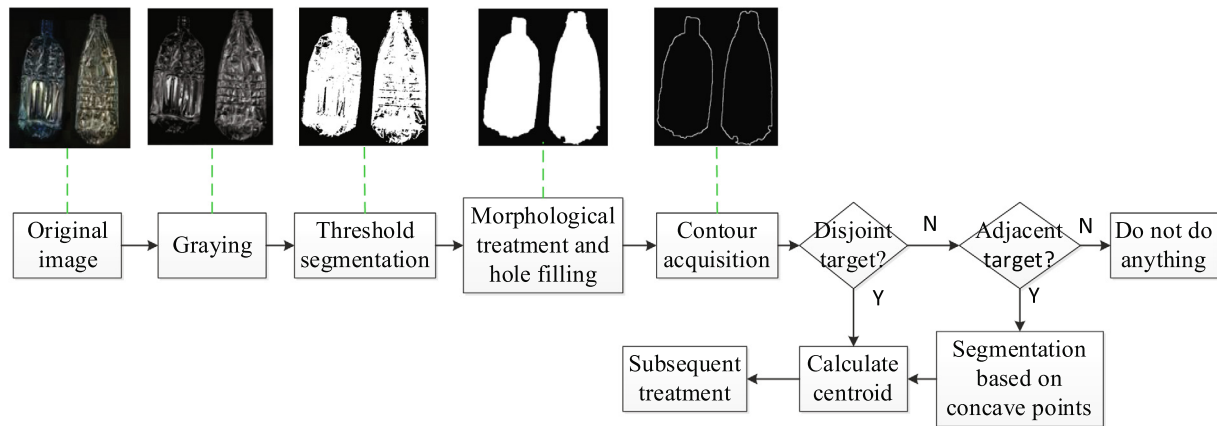 Original
image
Graying
Threshold
segmentation
Morphological
treatment and
hole filling
Contour
acquisition
Disjoint
target?
N
Adjacent
target?
N
Do not do
anything
Y
Y
Subsequent
treatment
Calculate
centroid
Segmentation
based on
concave points